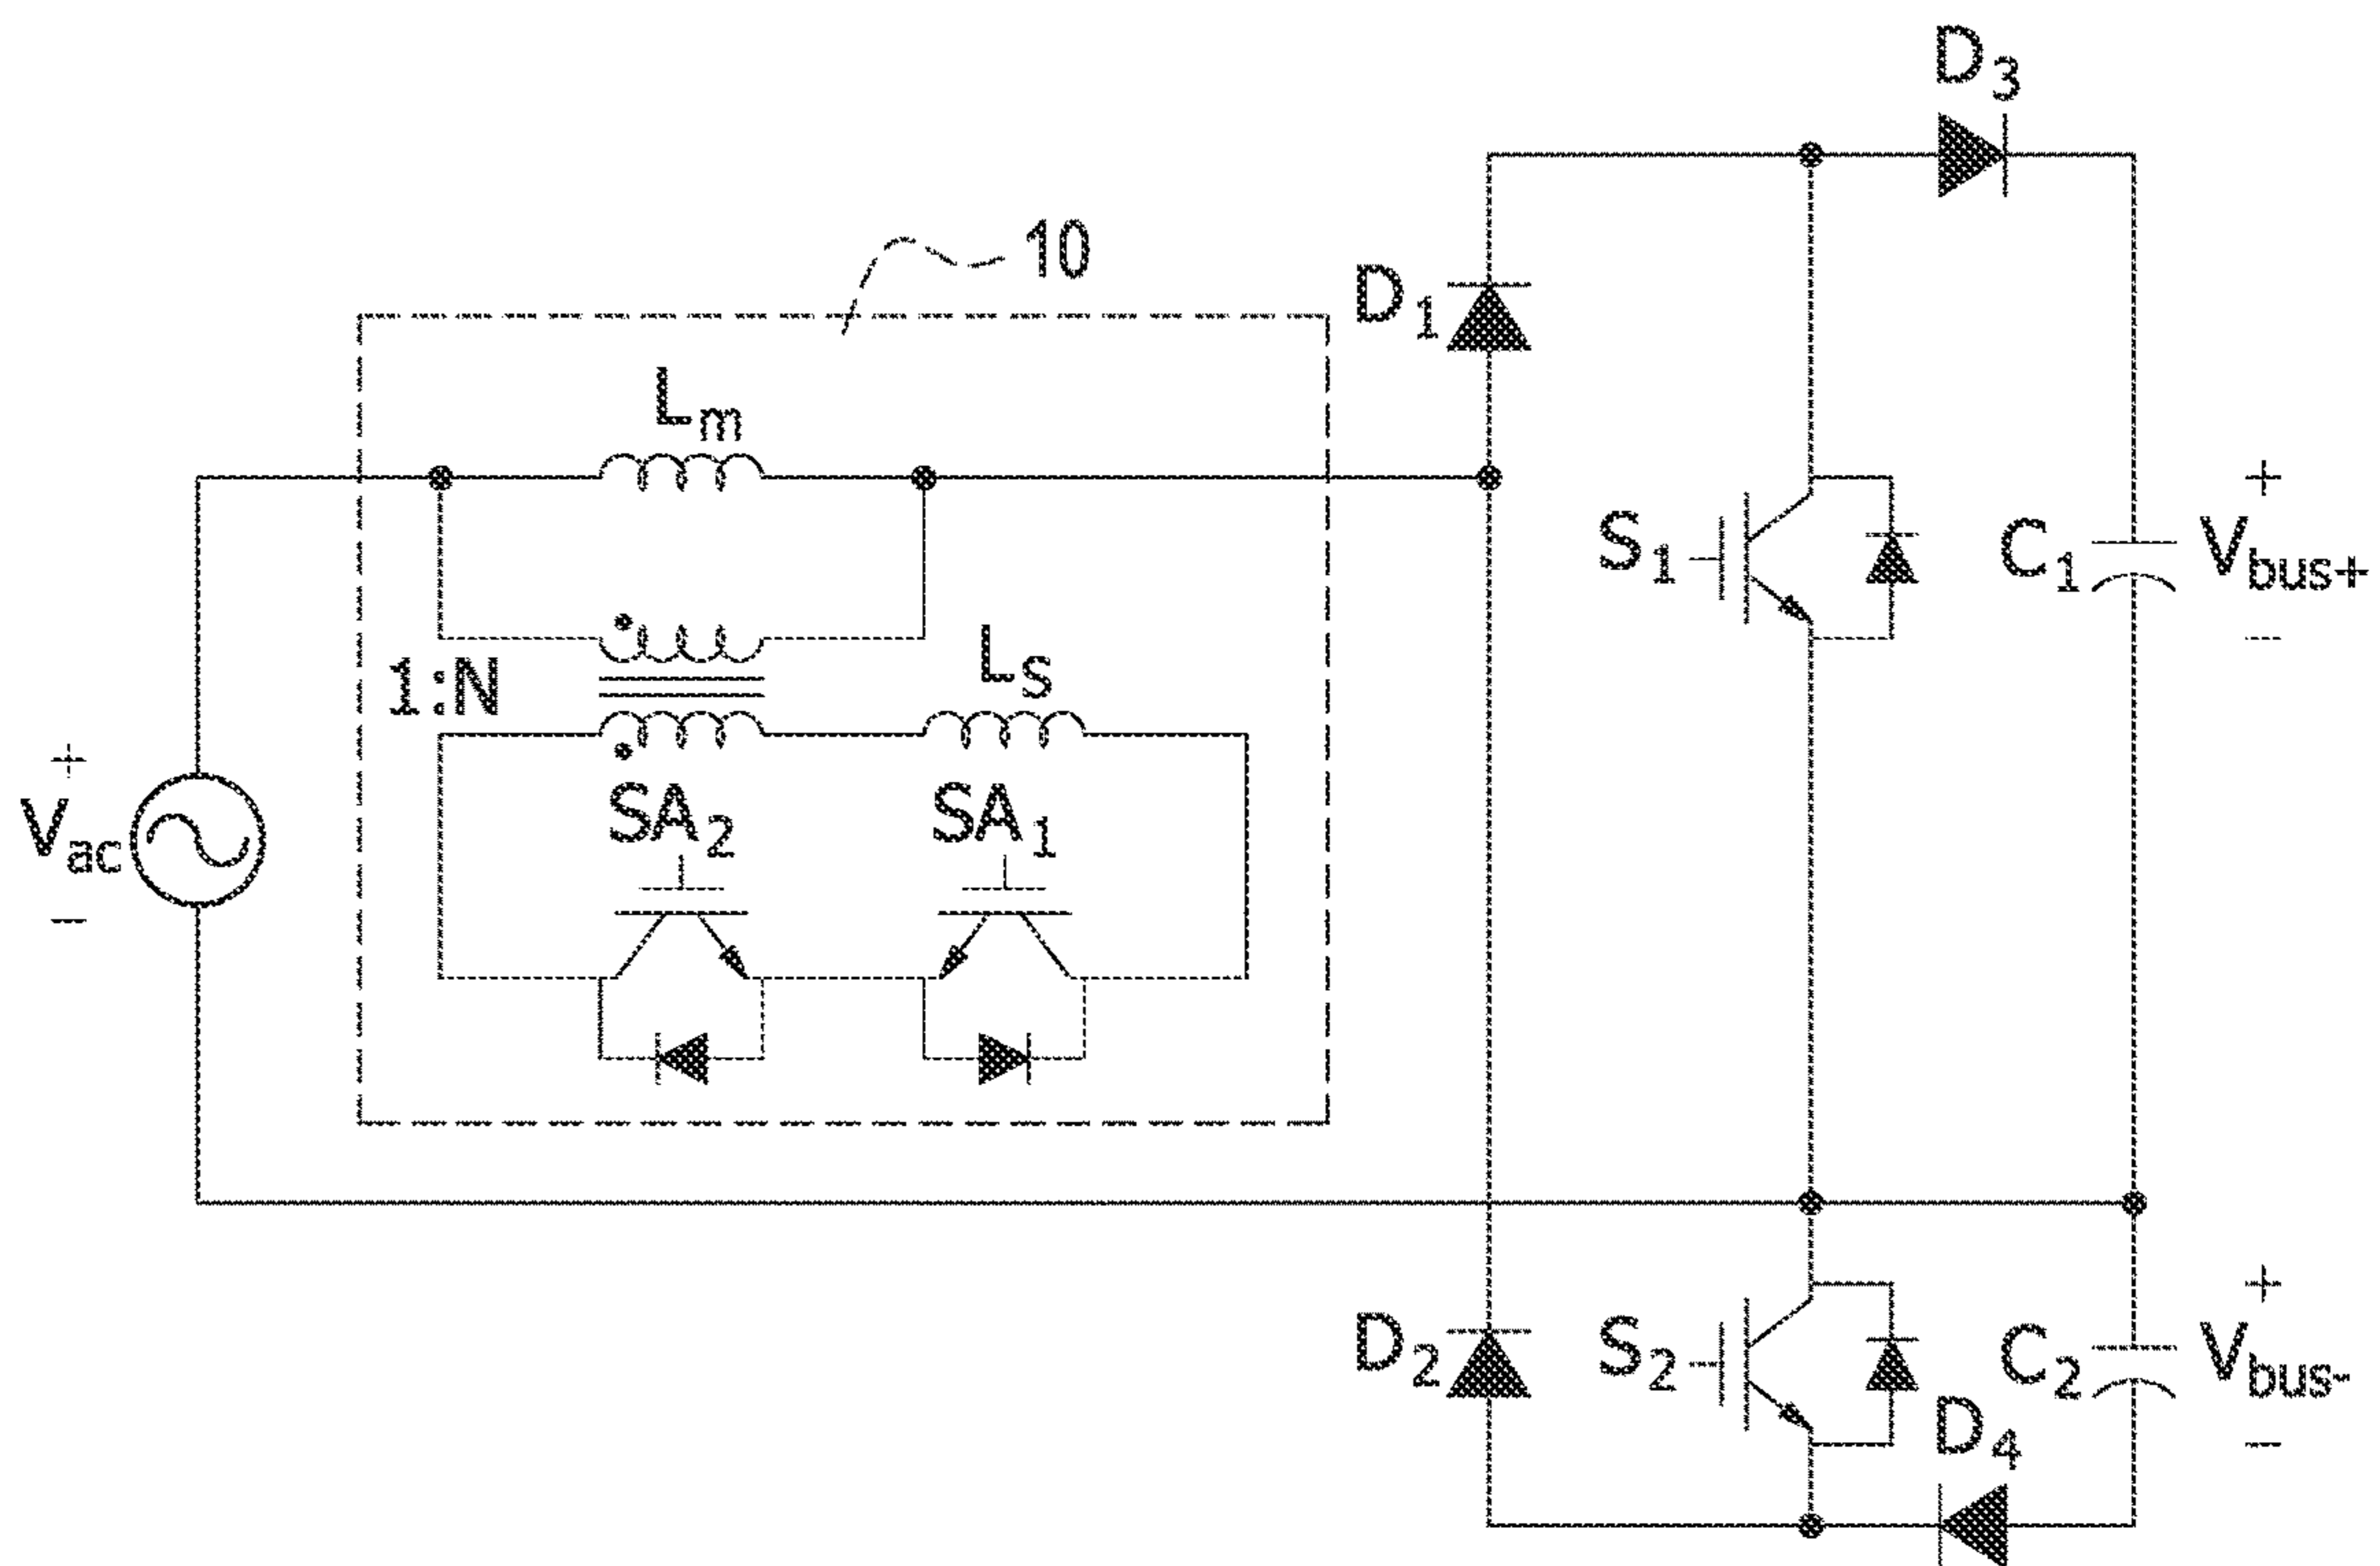 D3
10
D1
Lm
S1
C1
+
Vbus+
−
1:N
LS
+
Vac
−
SA2
SA1
D2
S2
C2
+
Vbus-
−
D4